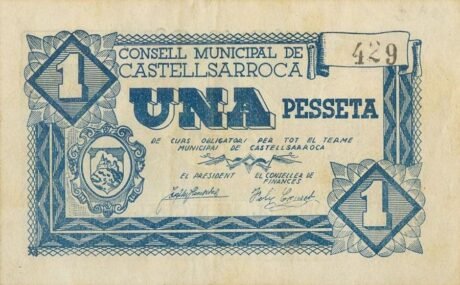 1
CONSELL MUNICIPAL DE
CASTELLSARROCA
429
UNA PESSETA
DE CURS OBLIGATORI PER TOT EL TERME
MUNICIPAL DE CASTELLSARROCA
EL PRESIDENT
EL CONSELLER DE
FINANCES
1